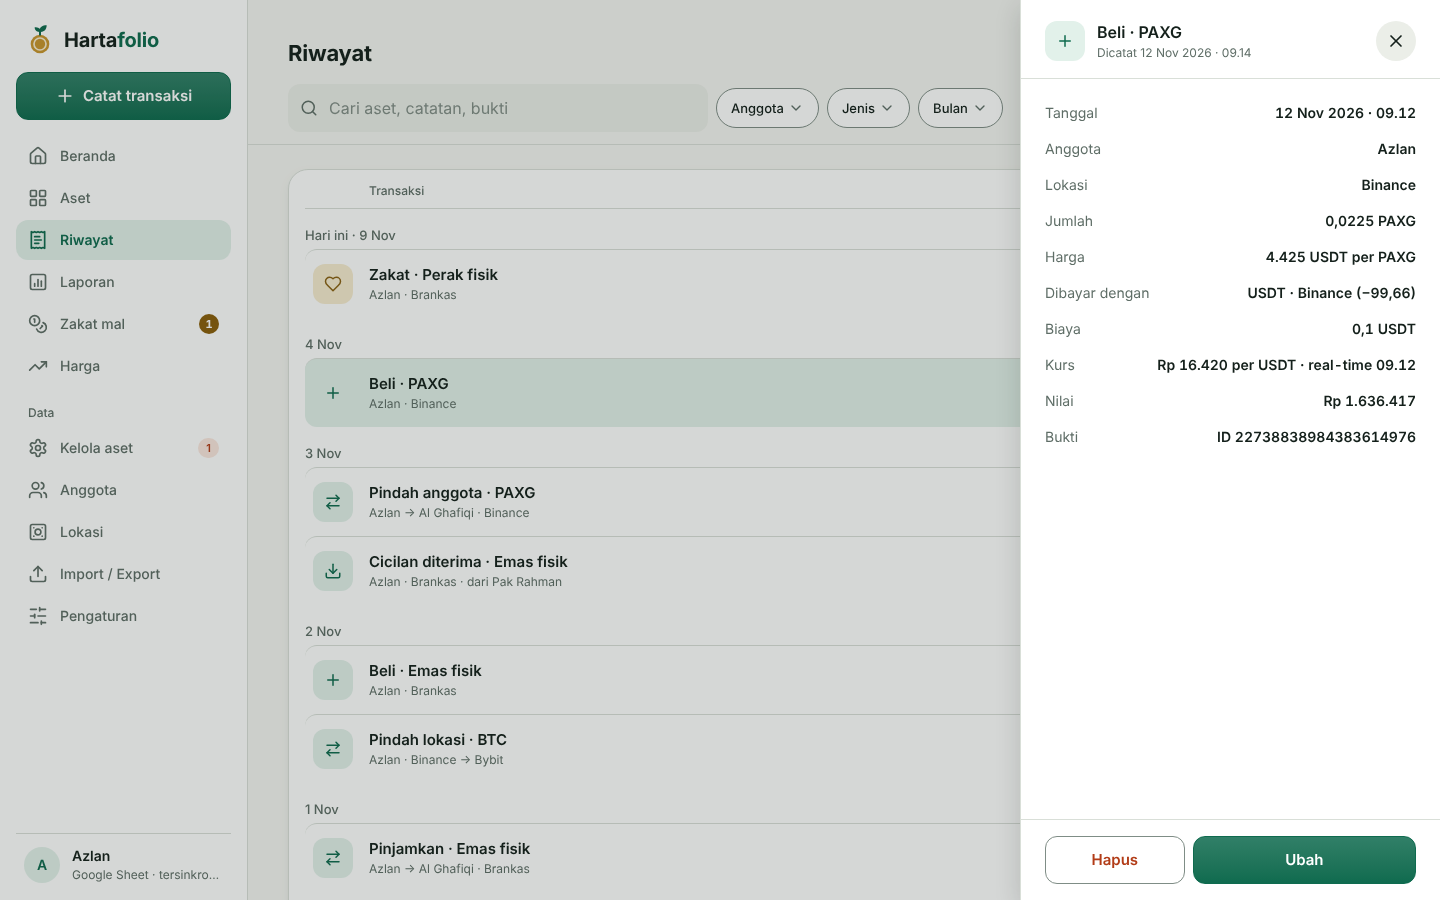 Hartafolio
Catat transaksi
Beranda
Aset
Riwayat
Laporan
Zakat mal 1
Harga
Data
Kelola aset 1
Anggota
Lokasi
Import / Export
Pengaturan
A
Azlan
Google Sheet · tersinkro...
Riwayat
Cari aset, catatan, bukti
Anggota
Jenis
Bulan
Transaksi
Hari ini · 9 Nov
Zakat · Perak fisik
Azlan · Brankas
4 Nov
Beli · PAXG
Azlan · Binance
3 Nov
Pindah anggota · PAXG
Azlan → Al Ghafiqi · Binance
Cicilan diterima · Emas fisik
Azlan · Brankas · dari Pak Rahman
2 Nov
Beli · Emas fisik
Azlan · Brankas
Pindah lokasi · BTC
Azlan · Binance → Bybit
1 Nov
Pinjamkan · Emas fisik
Azlan → Al Ghafiqi · Brankas
Beli · PAXG
Dicatat 12 Nov 2026 · 09.14
Tanggal 12 Nov 2026 · 09.12
Anggota Azlan
Lokasi Binance
Jumlah 0,0225 PAXG
Harga 4.425 USDT per PAXG
Dibayar dengan USDT · Binance (−99,66)
Biaya 0,1 USDT
Kurs Rp 16.420 per USDT · real-time 09.12
Nilai Rp 1.636.417
Bukti ID 22738838984383614976
Hapus
Ubah